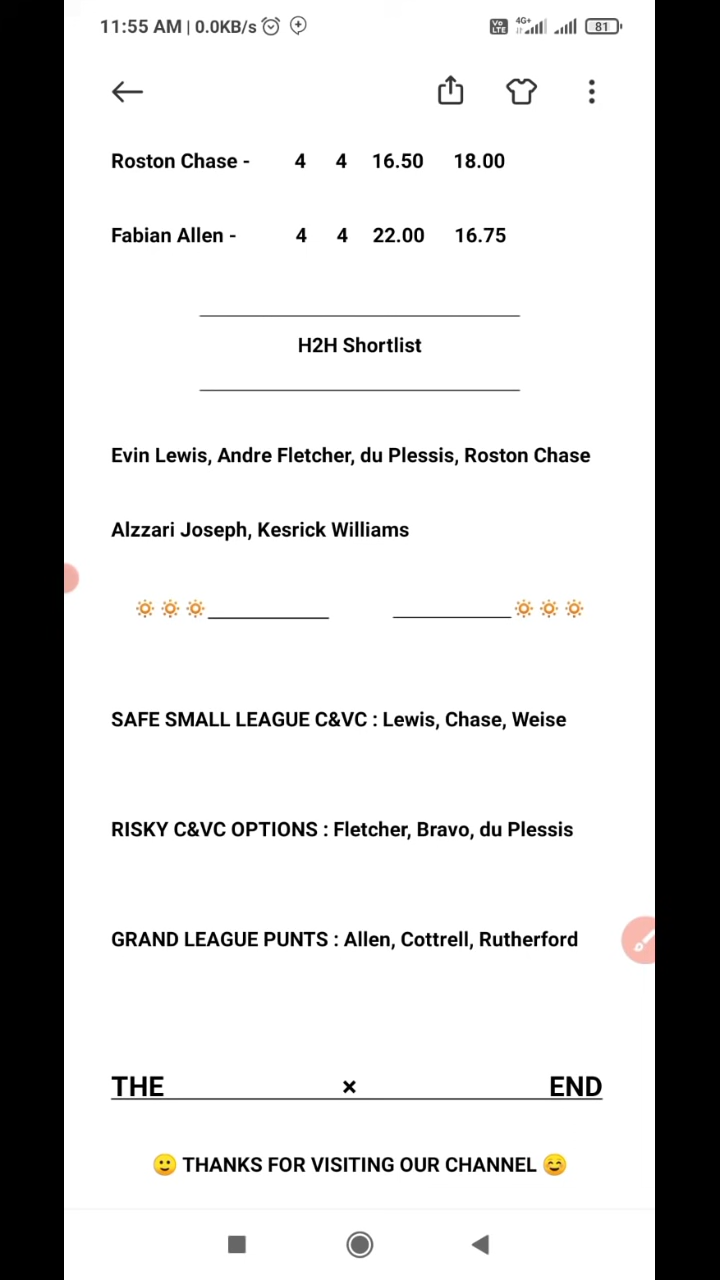 11:55 AM | 0.0KB/s
Vo LTE 4G+ 81
Roston Chase - 4 4 16.50 18.00
Fabian Allen - 4 4 22.00 16.75
H2H Shortlist
Evin Lewis, Andre Fletcher, du Plessis, Roston Chase
Alzzari Joseph, Kesrick Williams
SAFE SMALL LEAGUE C&VC : Lewis, Chase, Weise
RISKY C&VC OPTIONS : Fletcher, Bravo, du Plessis
GRAND LEAGUE PUNTS : Allen, Cottrell, Rutherford
THE × END
🙂 THANKS FOR VISITING OUR CHANNEL 😊